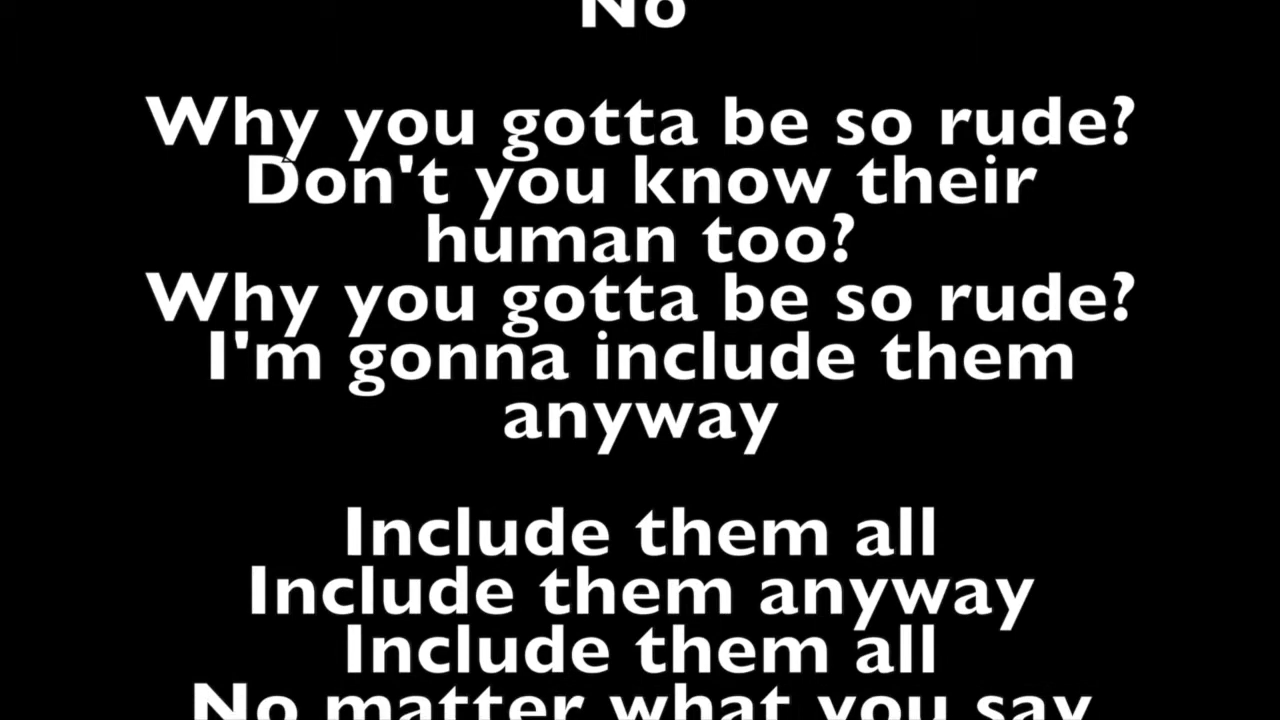 No
Why you gotta be so rude?
Don't you know their
human too?
Why you gotta be so rude?
I'm gonna include them
anyway
Include them all
Include them anyway
Include them all
No matter what you say